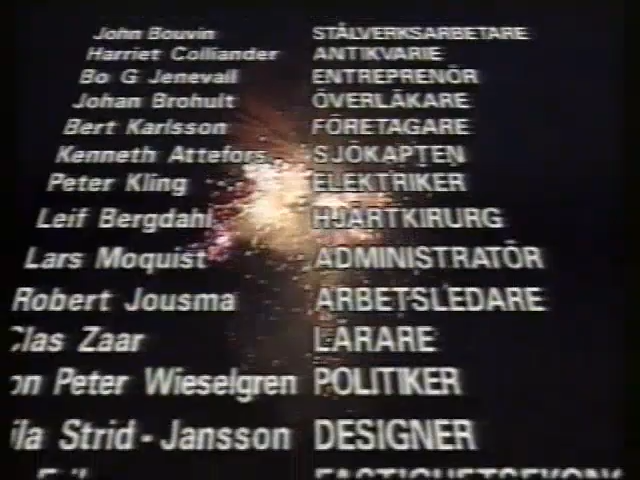 John Bouvin STÅLVERKSARBETARE
Harriet Colliander ANTIKVARIE
Bo G Jenevall ENTREPRENÖR
Johan Brohult ÖVERLÄKARE
Bert Karlsson FÖRETAGARE
Kenneth Attefors SJÖKAPTEN
Peter Kling ELEKTRIKER
Leif Bergdahl HJÄRTKIRURG
Lars Moquist ADMINISTRATÖR
Robert Jousma ARBETSLEDARE
Clas Zaar LÄRARE
on Peter Wieselgren POLITIKER
la Strid-Jansson DESIGNER